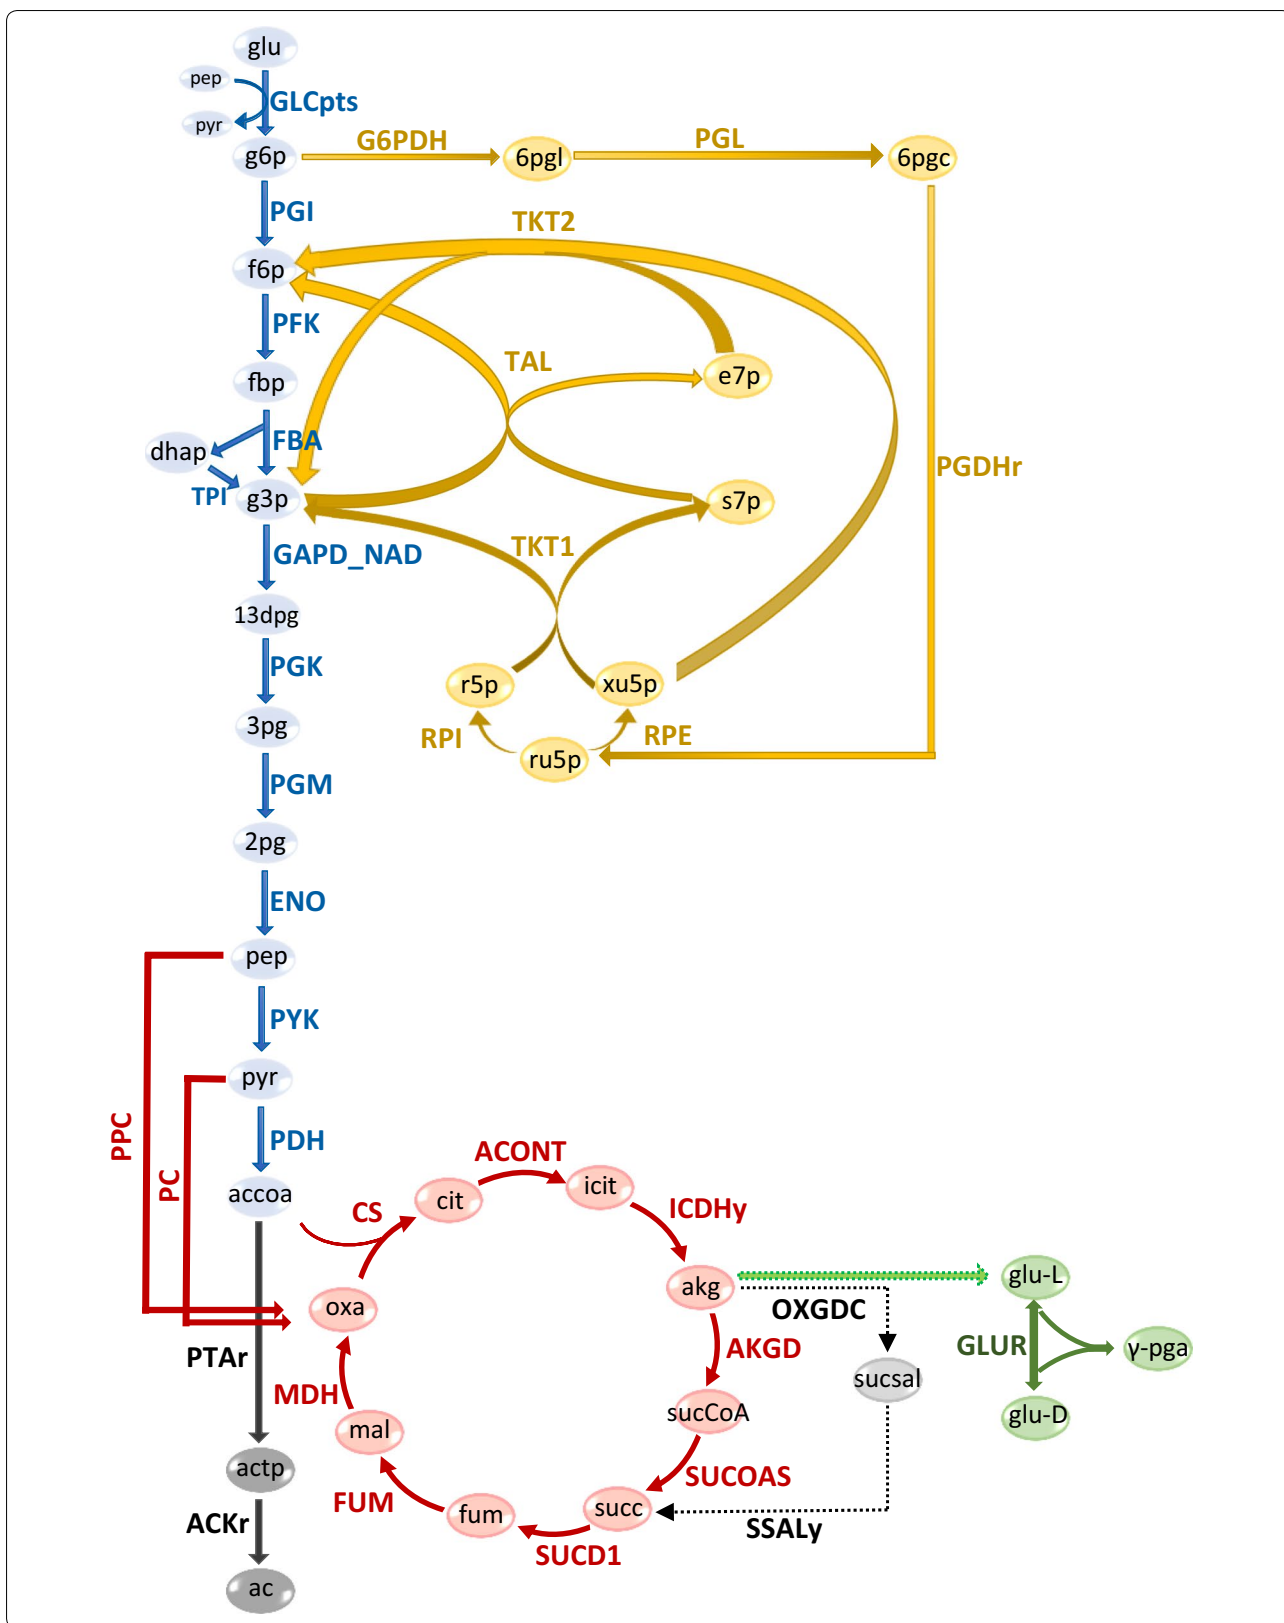 glu
pep
GLCpts
pyr
g6p
G6PDH
6pgl
PGL
6pgc
PGI
TKT2
f6p
PFK
TAL
e7p
fbp
dhap
FBA
TPI
g3p
s7p
PGDHr
GAPD_NAD
TKT1
13dpg
PGK
r5p
xu5p
3pg
RPI
ru5p
RPE
PGM
2pg
ENO
pep
PYK
pyr
PPC
PC
PDH
accoa
ACONT
cit
icit
CS
ICDHy
oxa
akg
glu-L
OXGDC
PTAr
AKGD
GLUR
γ-pga
sucsal
MDH
sucCoA
glu-D
mal
actp
SUCOAS
FUM
fum
succ
ACKr
SSALy
SUCD1
ac